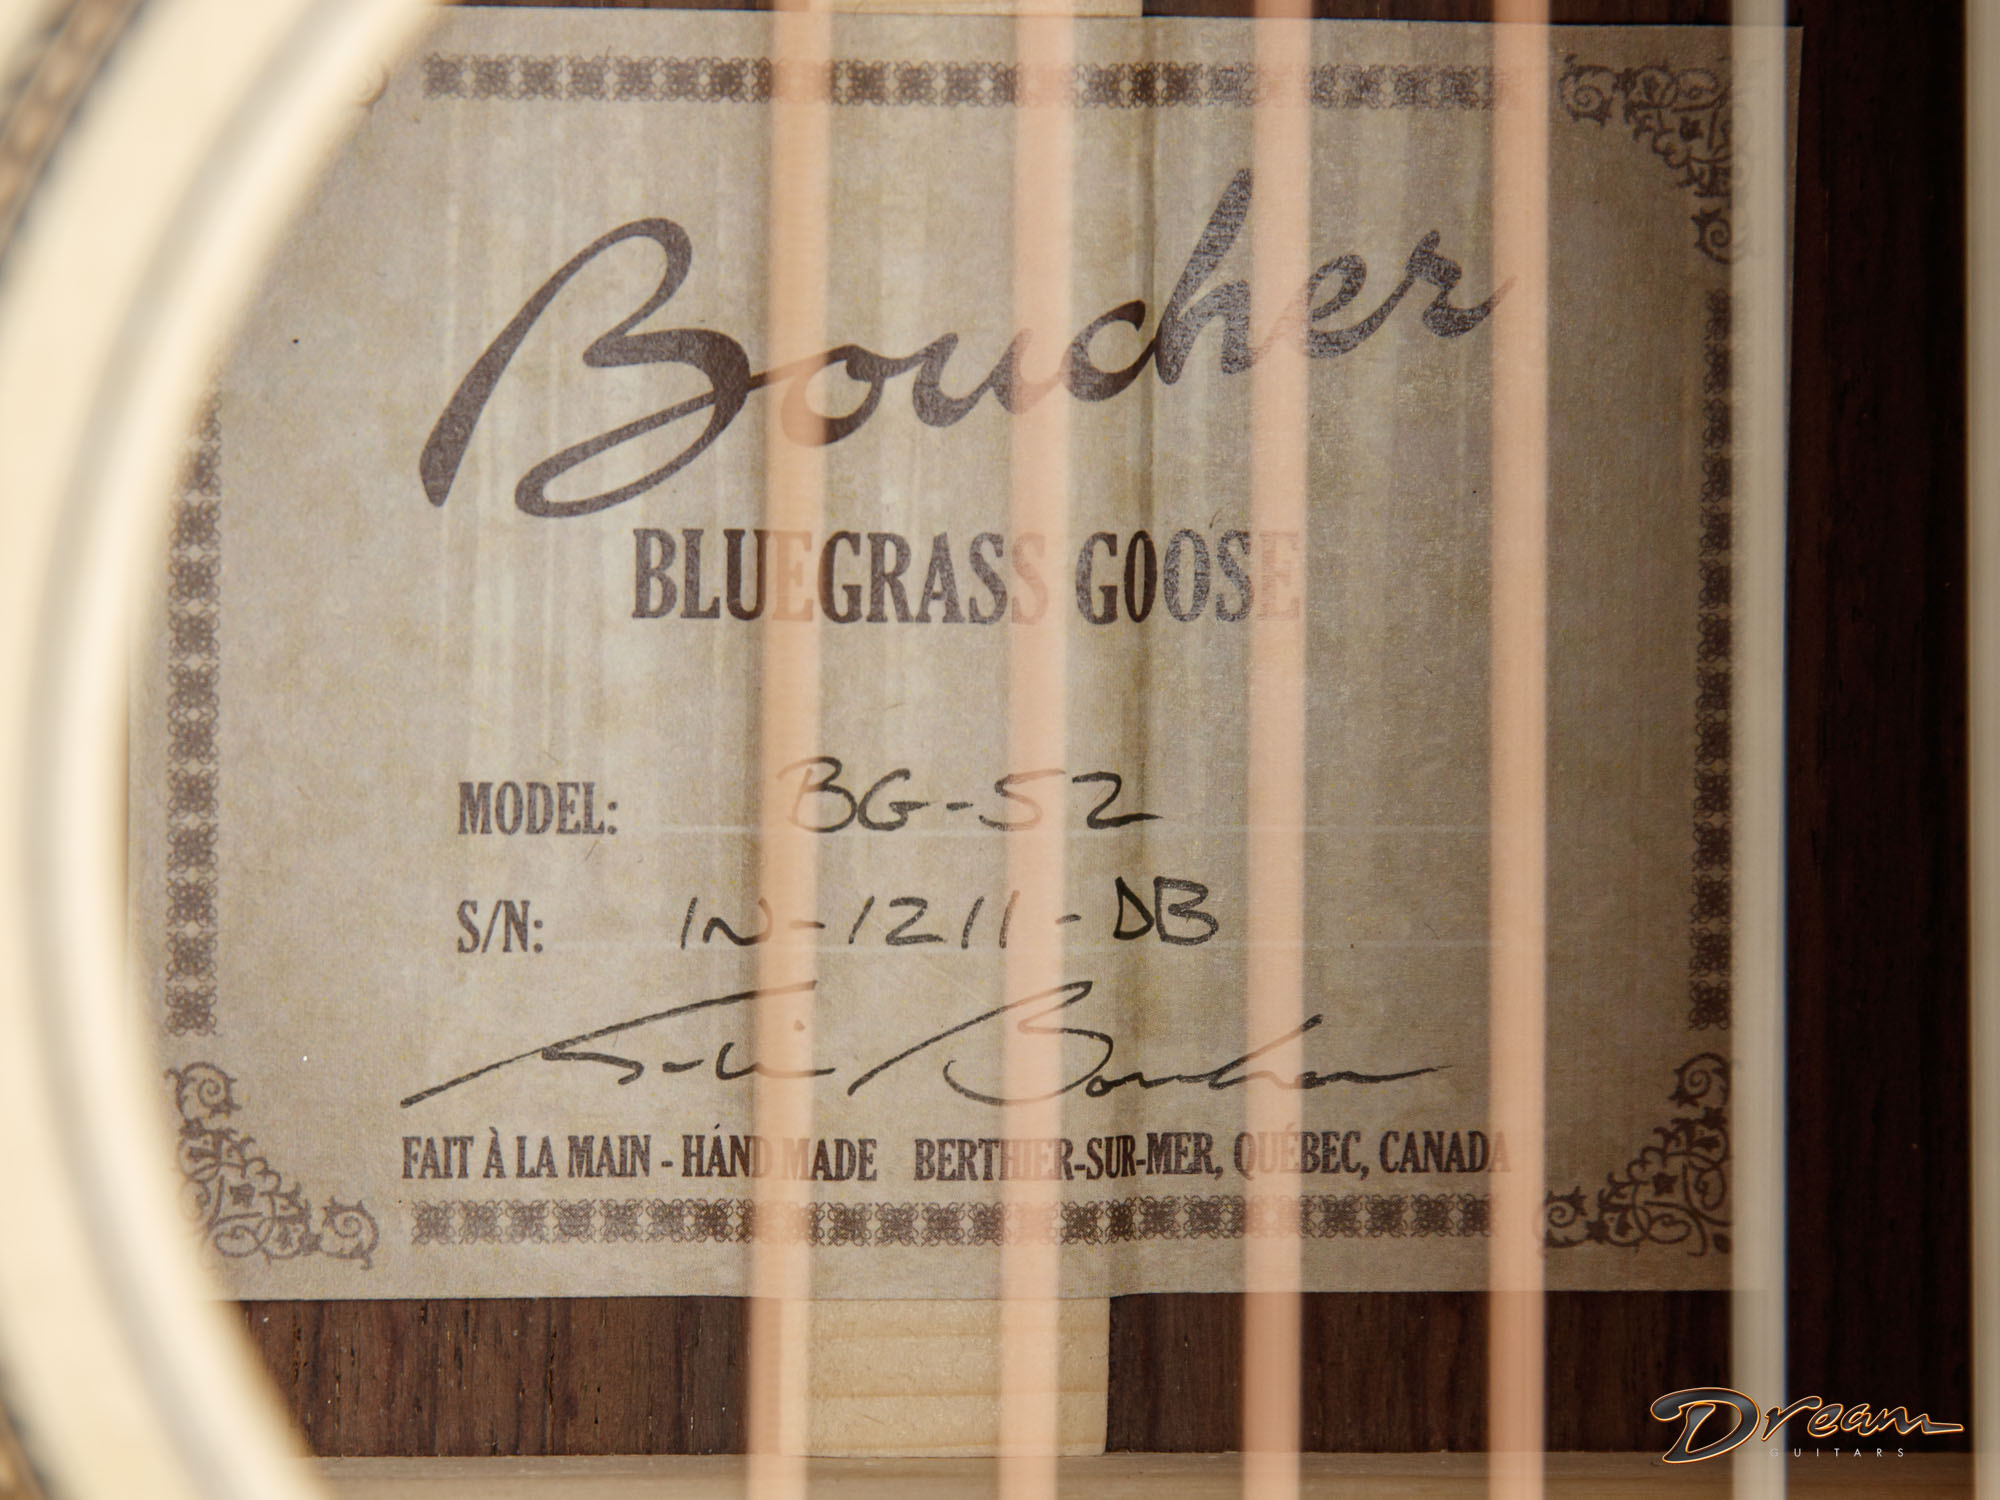 Boucher
BLUEGRASS GOOSE
MODEL: BG-52
S/N: IN-1211-DB
FAIT À LA MAIN - HAND MADE BERTHIER-SUR-MER, QUÉBEC, CANADA
Dream
GUITARS